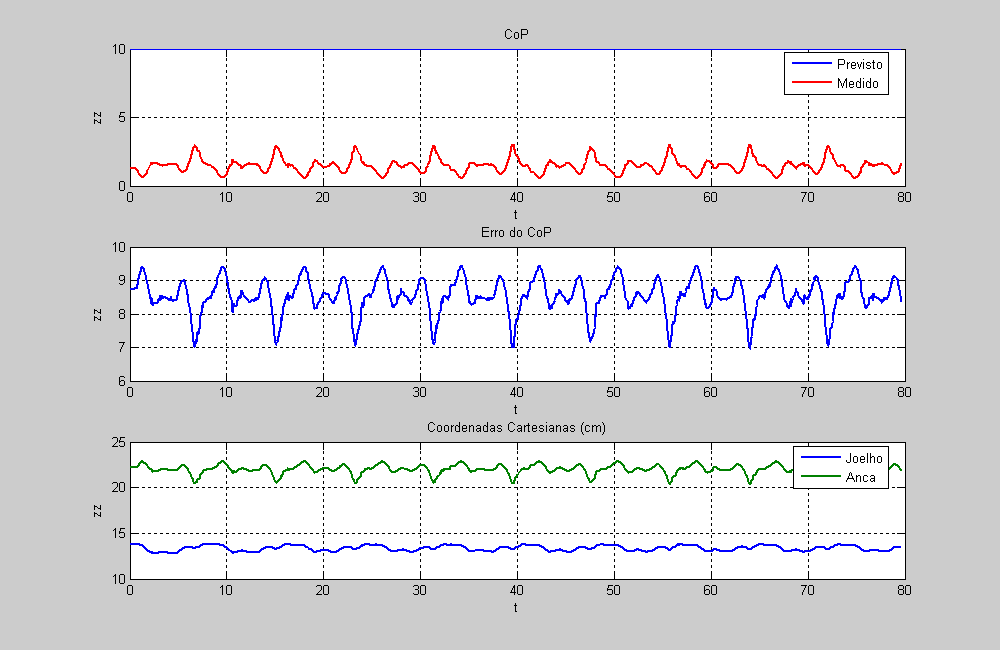 CoP
10
5
0
zz
Previsto
Medido
0 10 20 30 40 50 60 70 80
t
Erro do CoP
10
9
8
7
6
zz
0 10 20 30 40 50 60 70 80
t
Coordenadas Cartesianas (cm)
25
20
15
10
zz
Joelho
Anca
0 10 20 30 40 50 60 70 80
t